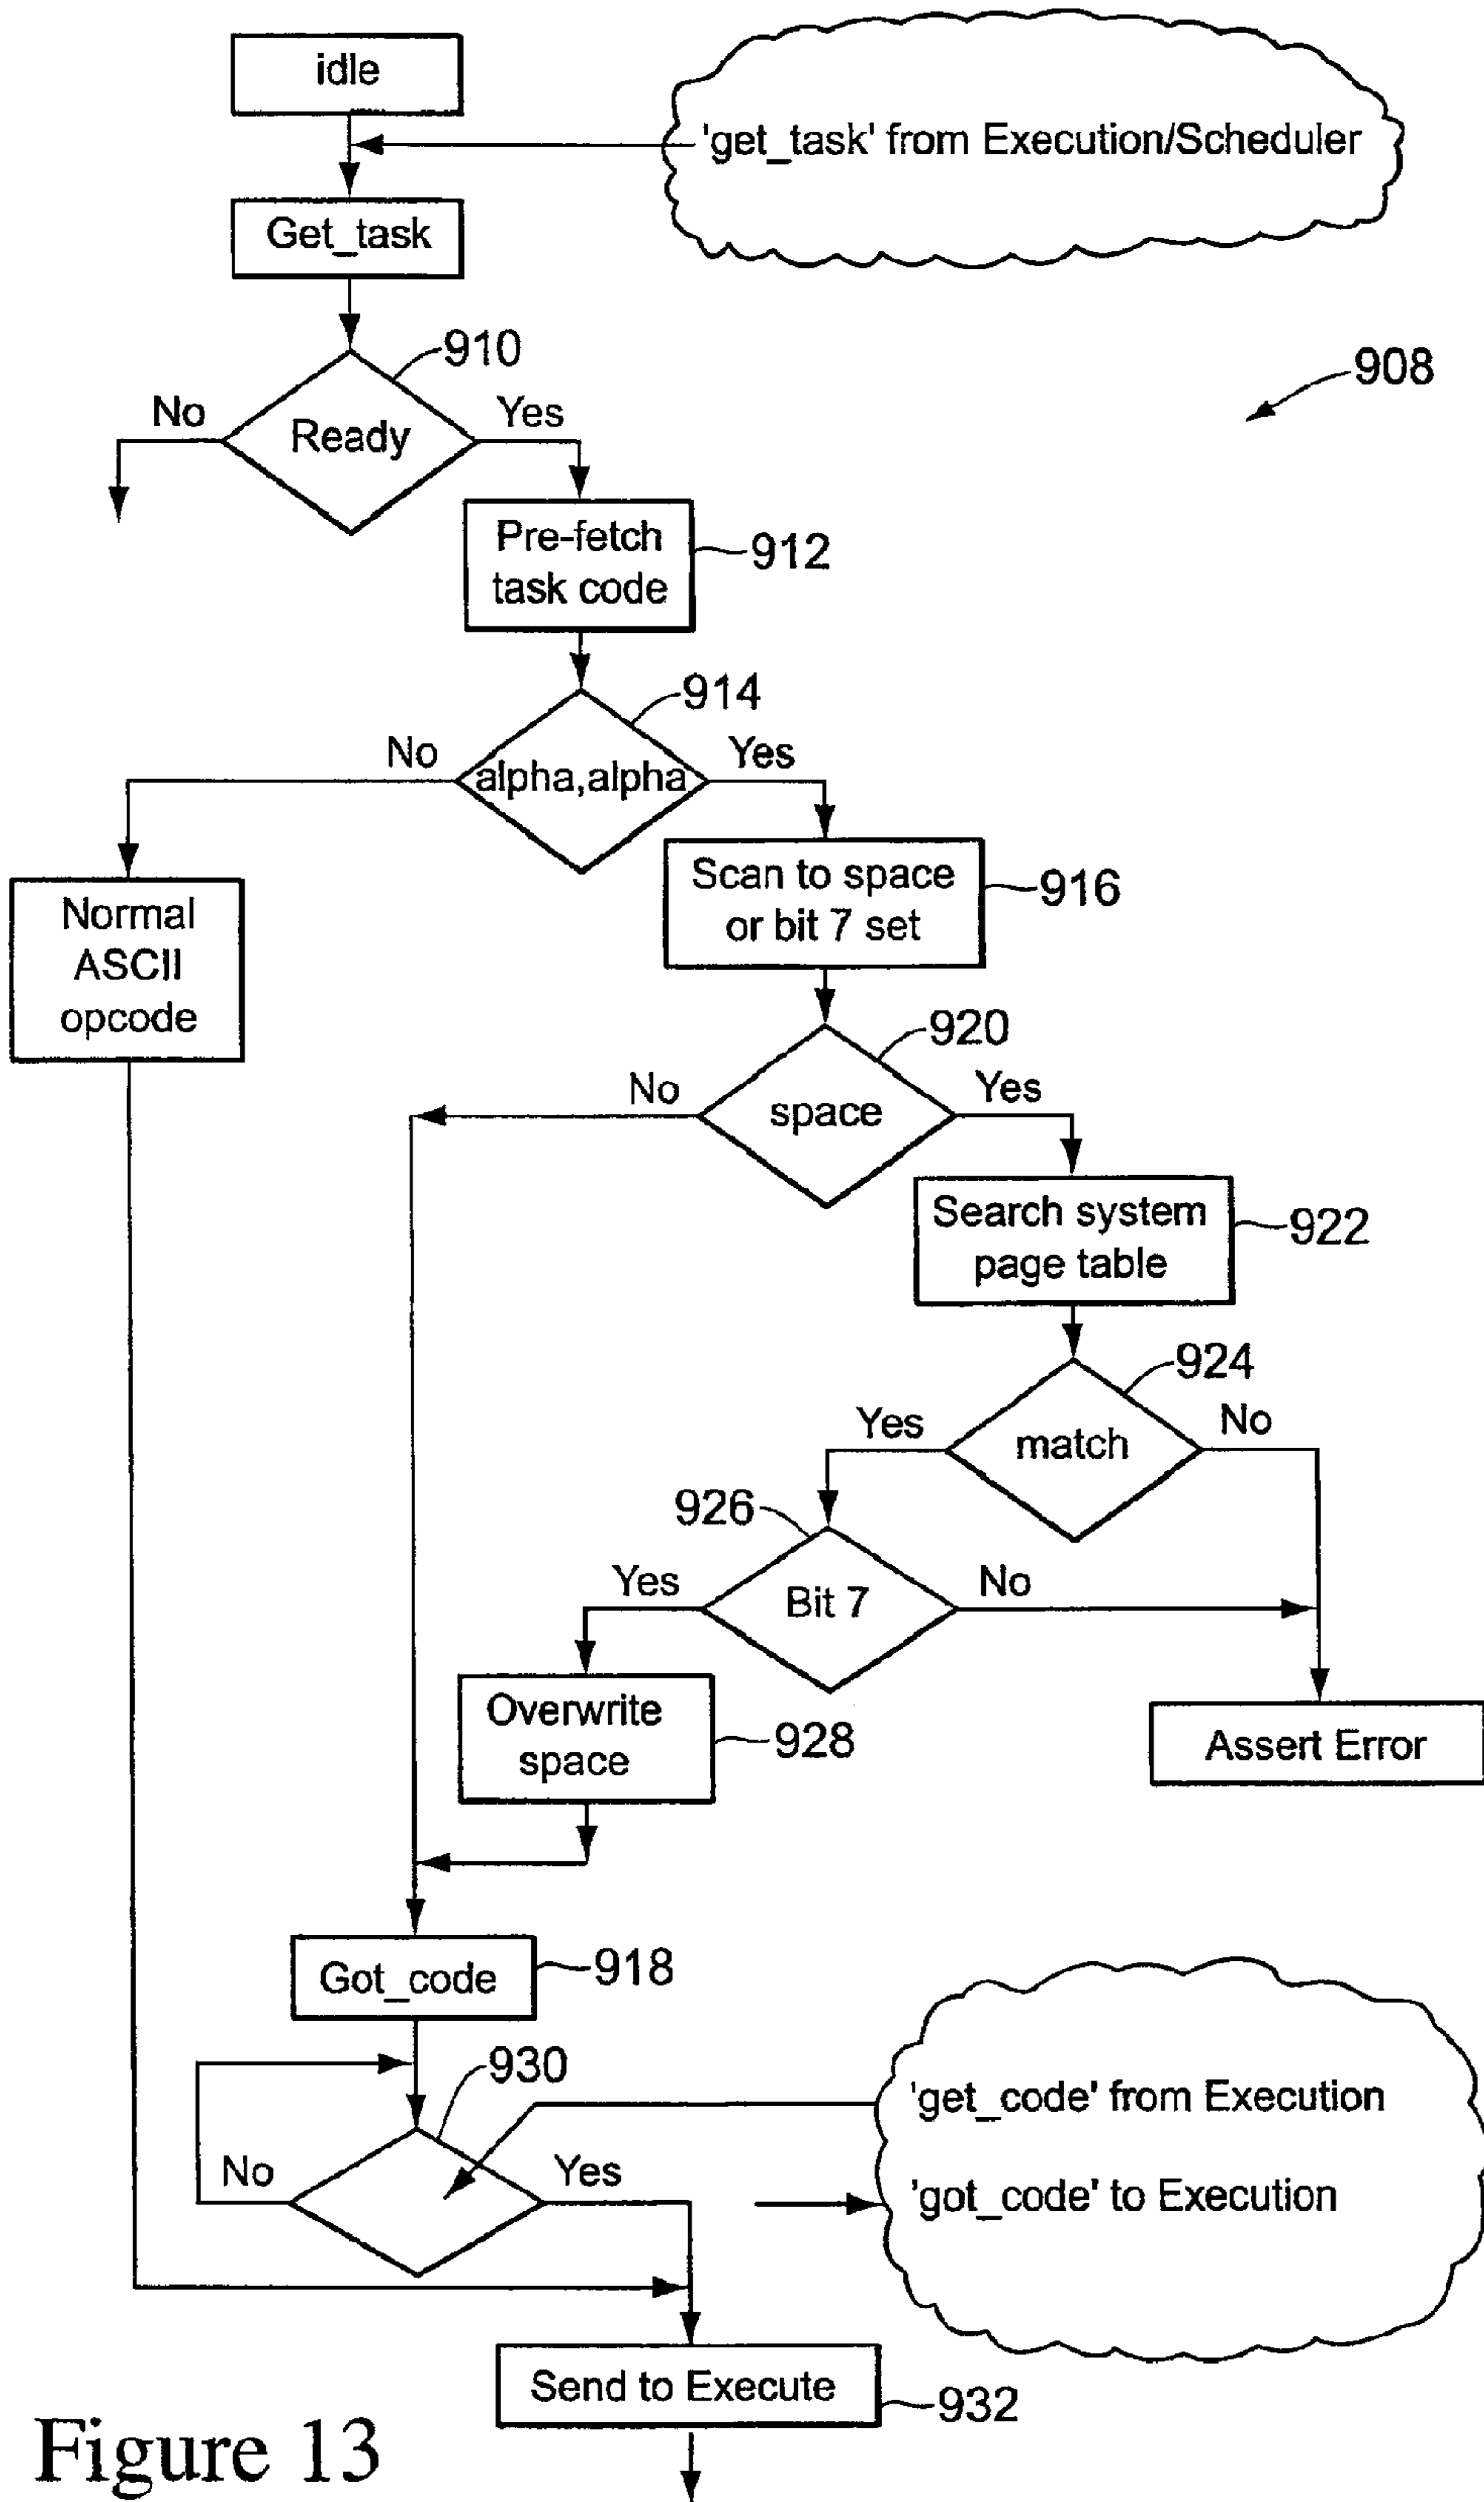 idle
'get_task' from Execution/Scheduler
Get_task
910
908
No
Yes
Ready
Pre-fetch
task code
912
914
No
Yes
alpha,alpha
Normal
ASCII
opcode
Scan to space
or bit 7 set
916
920
No
Yes
space
Search system
page table
922
924
Yes
No
match
926
Yes
No
Bit 7
Overwrite
space
928
Assert Error
Got_code
918
930
'get_code' from Execution
No
Yes
'got_code' to Execution
Send to Execute
932
Figure 13